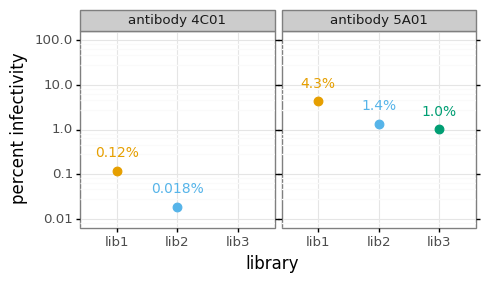 antibody 4C01
antibody 5A01
percent infectivity
100.0
10.0
1.0
0.1
0.01
0.12%
0.018%
4.3%
1.4%
1.0%
lib1
lib2
lib3
lib1
lib2
lib3
library